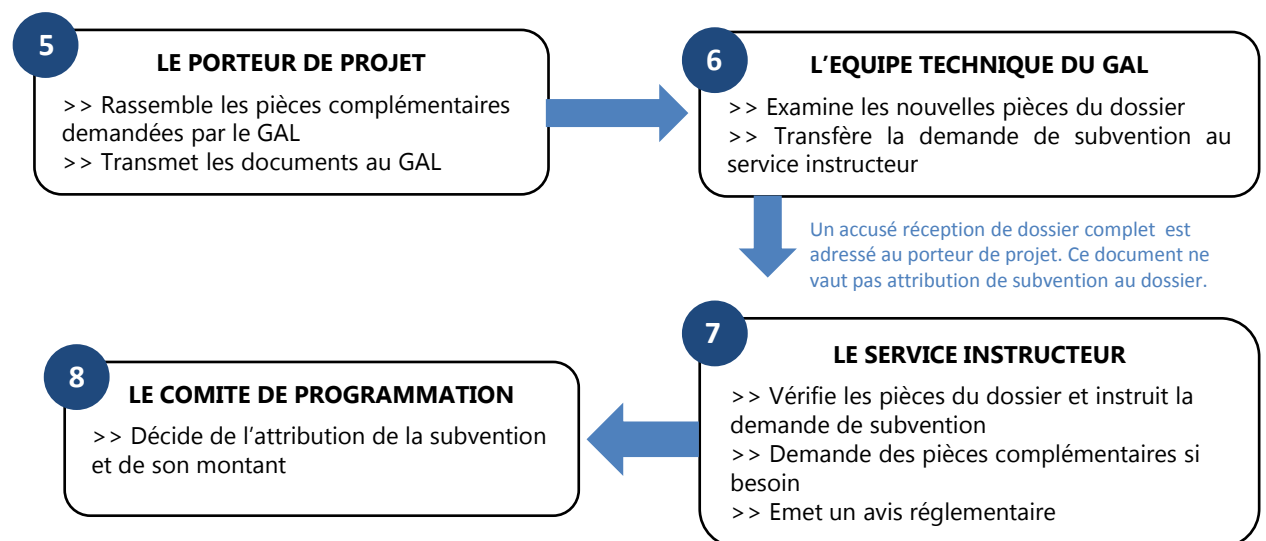 5
LE PORTEUR DE PROJET
>> Rassemble les pièces complémentaires
demandées par le GAL
>> Transmet les documents au GAL
6
L’EQUIPE TECHNIQUE DU GAL
>> Examine les nouvelles pièces du dossier
>> Transfère la demande de subvention au
service instructeur
Un accusé réception de dossier complet est
adressé au porteur de projet. Ce document ne
vaut pas attribution de subvention au dossier.
7
LE SERVICE INSTRUCTEUR
>> Vérifie les pièces du dossier et instruit la
demande de subvention
>> Demande des pièces complémentaires si
besoin
>> Emet un avis réglementaire
8
LE COMITE DE PROGRAMMATION
>> Décide de l’attribution de la subvention
et de son montant